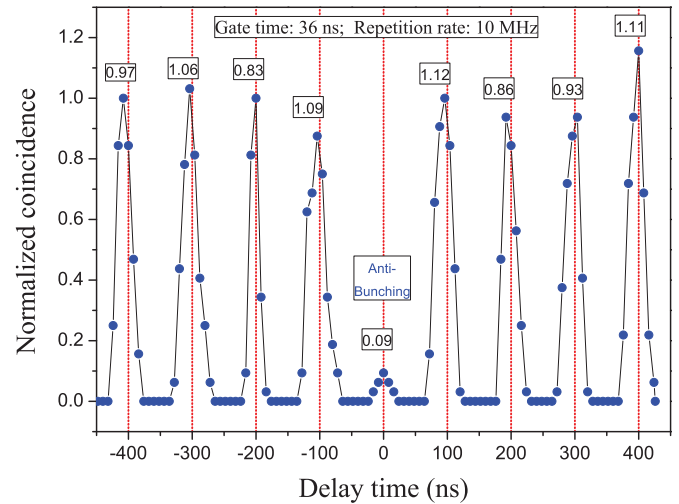 Gate time: 36 ns; Repetition rate: 10 MHz
1.11
0.97
1.06
0.83
1.09
1.12
0.86
0.93
Anti-
Bunching
0.09
Normalized coincidence
1.2
1.0
0.8
0.6
0.4
0.2
0.0
-400 -300 -200 -100 0 100 200 300 400
Delay time (ns)